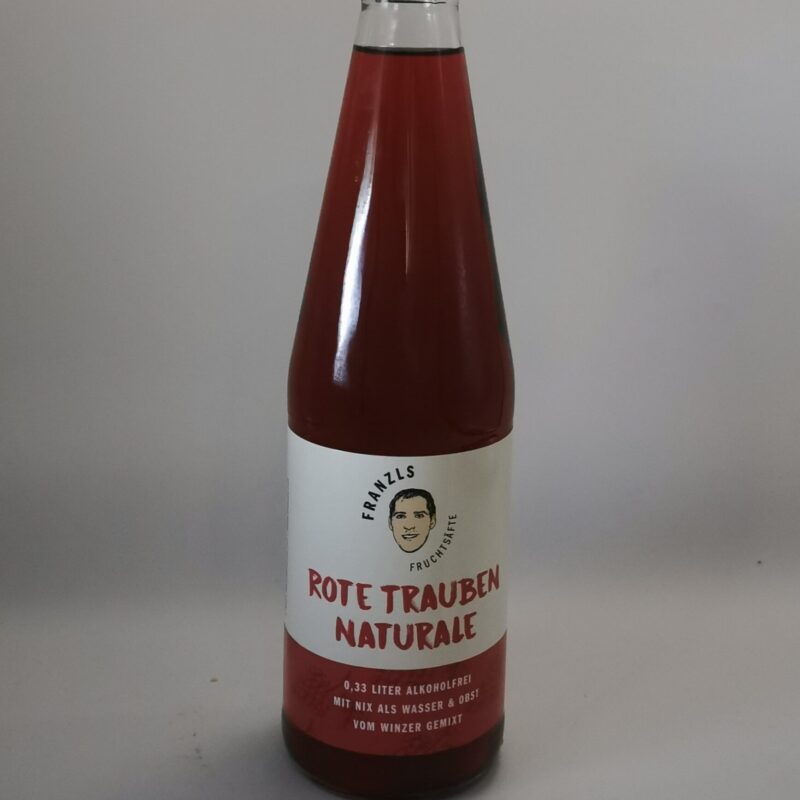 FRANZLS
FRUCHTSÄFTE
ROTE TRAUBEN
NATURALE
0,33 LITER ALKOHOLFREI
MIT NIX ALS WASSER & OBST
VOM WINZER GEMIXT